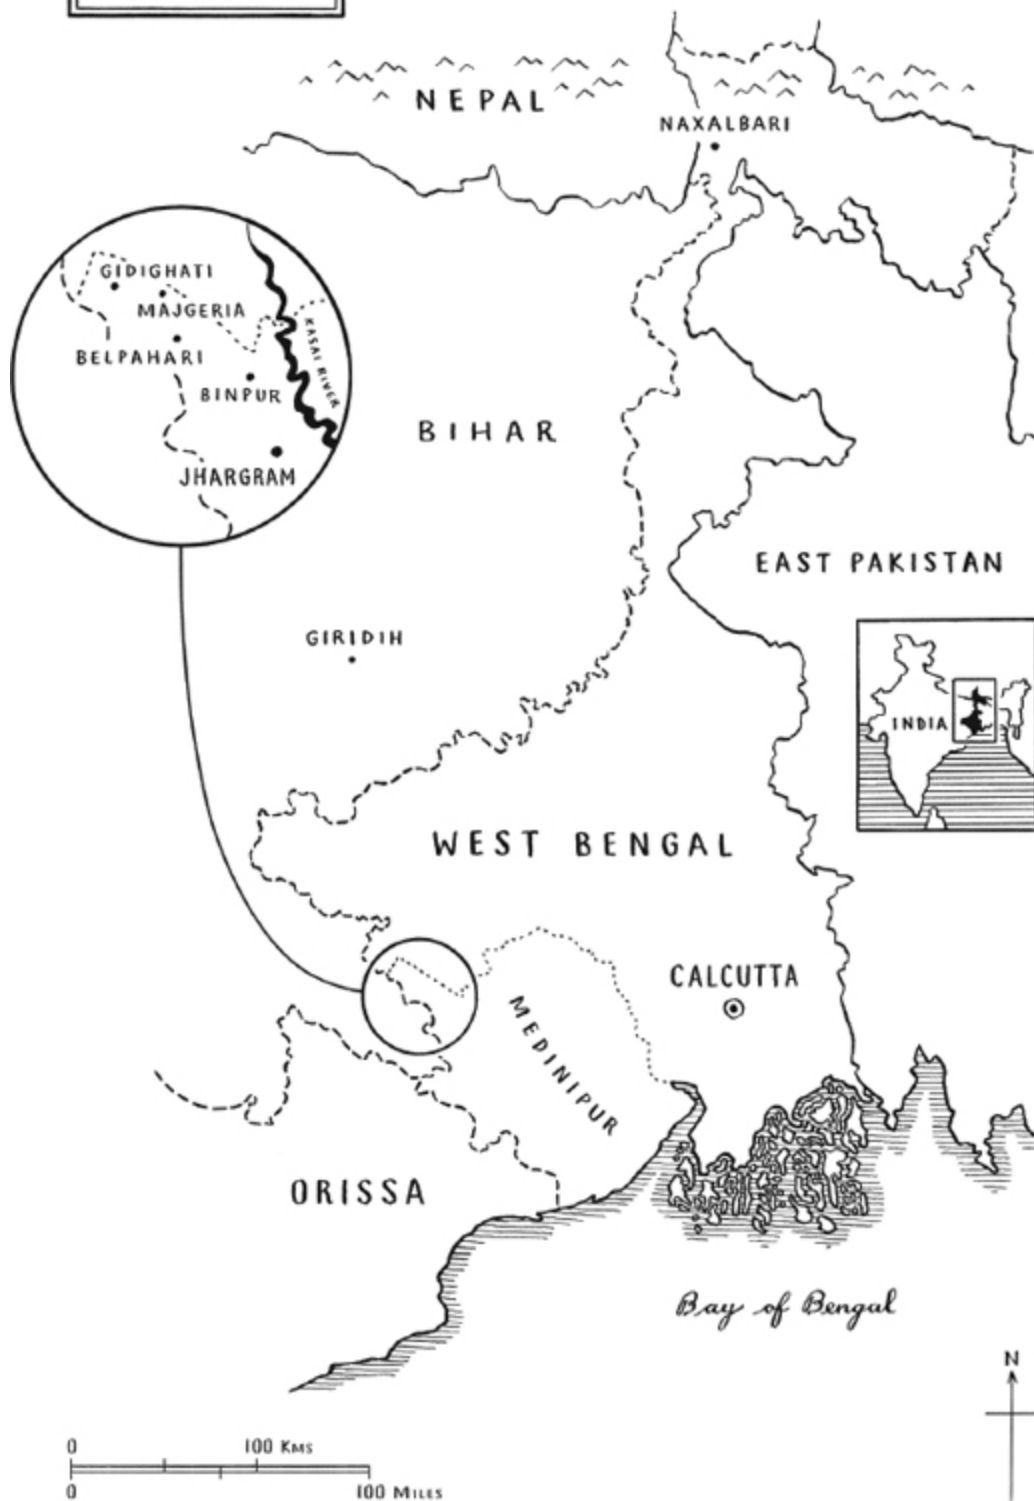 NEPAL
NAXALBARI
GIDIGHATI
MAJGERIA
BELPAHARI
BINPUR
KASAI RIVER
JHARGRAM
BIHAR
EAST PAKISTAN
GIRIDIH
INDIA
WEST BENGAL
CALCUTTA
MEDINIPUR
ORISSA
Bay of Bengal
N
0 100 KMS
0 100 MILES